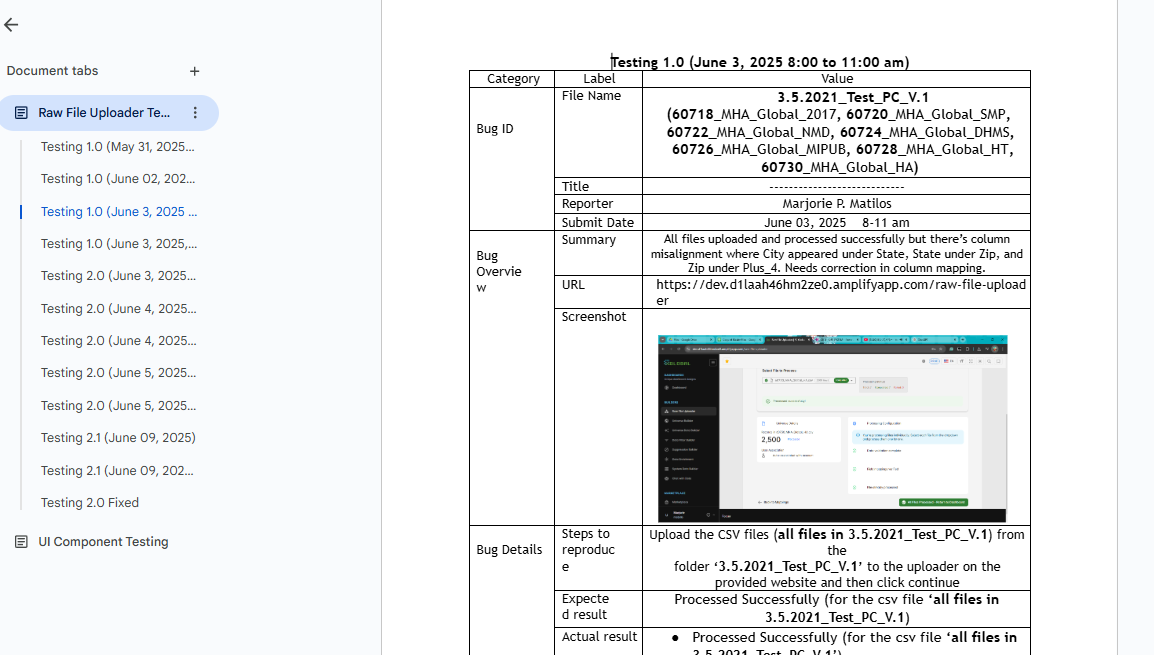 Document tabs
Raw File Uploader Te...
Testing 1.0 (May 31, 2025...
Testing 1.0 (June 02, 202...
Testing 1.0 (June 3, 2025 ...
Testing 1.0 (June 3, 2025,...
Testing 2.0 (June 3, 2025...
Testing 2.0 (June 4, 2025...
Testing 2.0 (June 4, 2025...
Testing 2.0 (June 5, 2025...
Testing 2.0 (June 5, 2025...
Testing 2.1 (June 09, 2025)
Testing 2.1 (June 09, 202...
Testing 2.0 Fixed
UI Component Testing
Testing 1.0 (June 3, 2025 8:00 to 11:00 am)
Category Label Value
Bug ID
File Name
3.5.2021_Test_PC_V.1
(60718_MHA_Global_2017, 60720_MHA_Global_SMP,
60722_MHA_Global_NMD, 60724_MHA_Global_DHMS,
60726_MHA_Global_MIPUB, 60728_MHA_Global_HT,
60730_MHA_Global_HA)
Title ---------------------------
Reporter Marjorie P. Matilos
Submit Date June 03, 2025 8-11 am
Bug
Overvie
w
Summary
All files uploaded and processed successfully but there's column
misalignment where City appeared under State, State under Zip, and
Zip under Plus_4. Needs correction in column mapping.
URL
https://dev.d1laah46hm2ze0.amplifyapp.com/raw-file-upload
er
Screenshot
2,500
Bug Details
Steps to
reproduc
e
Upload the CSV files (all files in 3.5.2021_Test_PC_V.1) from
the
folder ‘3.5.2021_Test_PC_V.1’ to the uploader on the
provided website and then click continue
Expecte
d result
Processed Successfully (for the csv file ‘all files in
3.5.2021_Test_PC_V.1)
Actual result
● Processed Successfully (for the csv file ‘all files in
3.5.2021_Test_PC_V.1’)